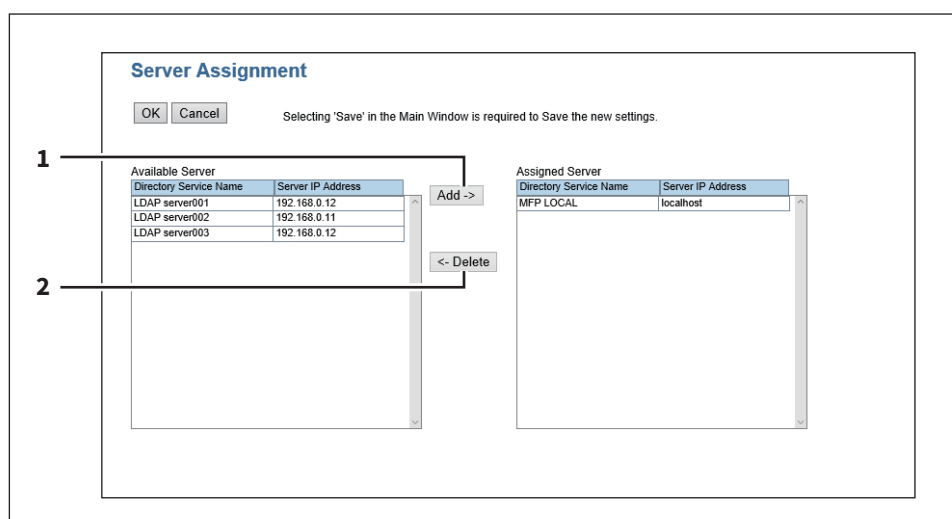 Server Assignment
OK Cancel Selecting 'Save' in the Main Window is required to Save the new settings.
1
Available Server
Directory Service Name Server IP Address
LDAP server001 192.168.0.12
LDAP server002 192.168.0.11
LDAP server003 192.168.0.12
Add ->
<- Delete
2
Assigned Server
Directory Service Name Server IP Address
MFP LOCAL localhost